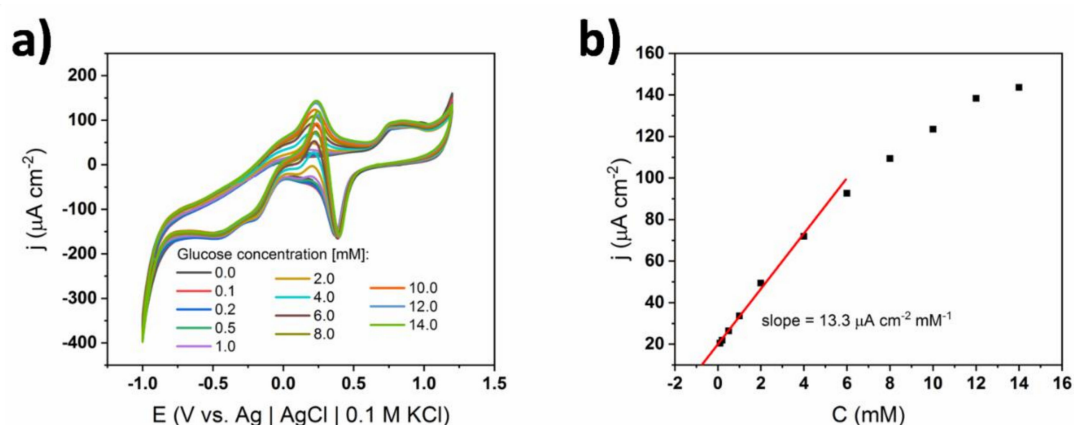 a)
200
100
0
-100
-200
-300
-400
j (µA cm-2)
Glucose concentration [mM]:
0.0
0.1
0.2
0.5
1.0
2.0
4.0
6.0
8.0
10.0
12.0
14.0
-1.0 -0.5 0.0 0.5 1.0 1.5
E (V vs. Ag | AgCl | 0.1 M KCl)
b)
160
140
120
100
80
60
40
20
j (µA cm-2)
slope = 13.3 µA cm-2 mM-1
-2 0 2 4 6 8 10 12 14 16
C (mM)